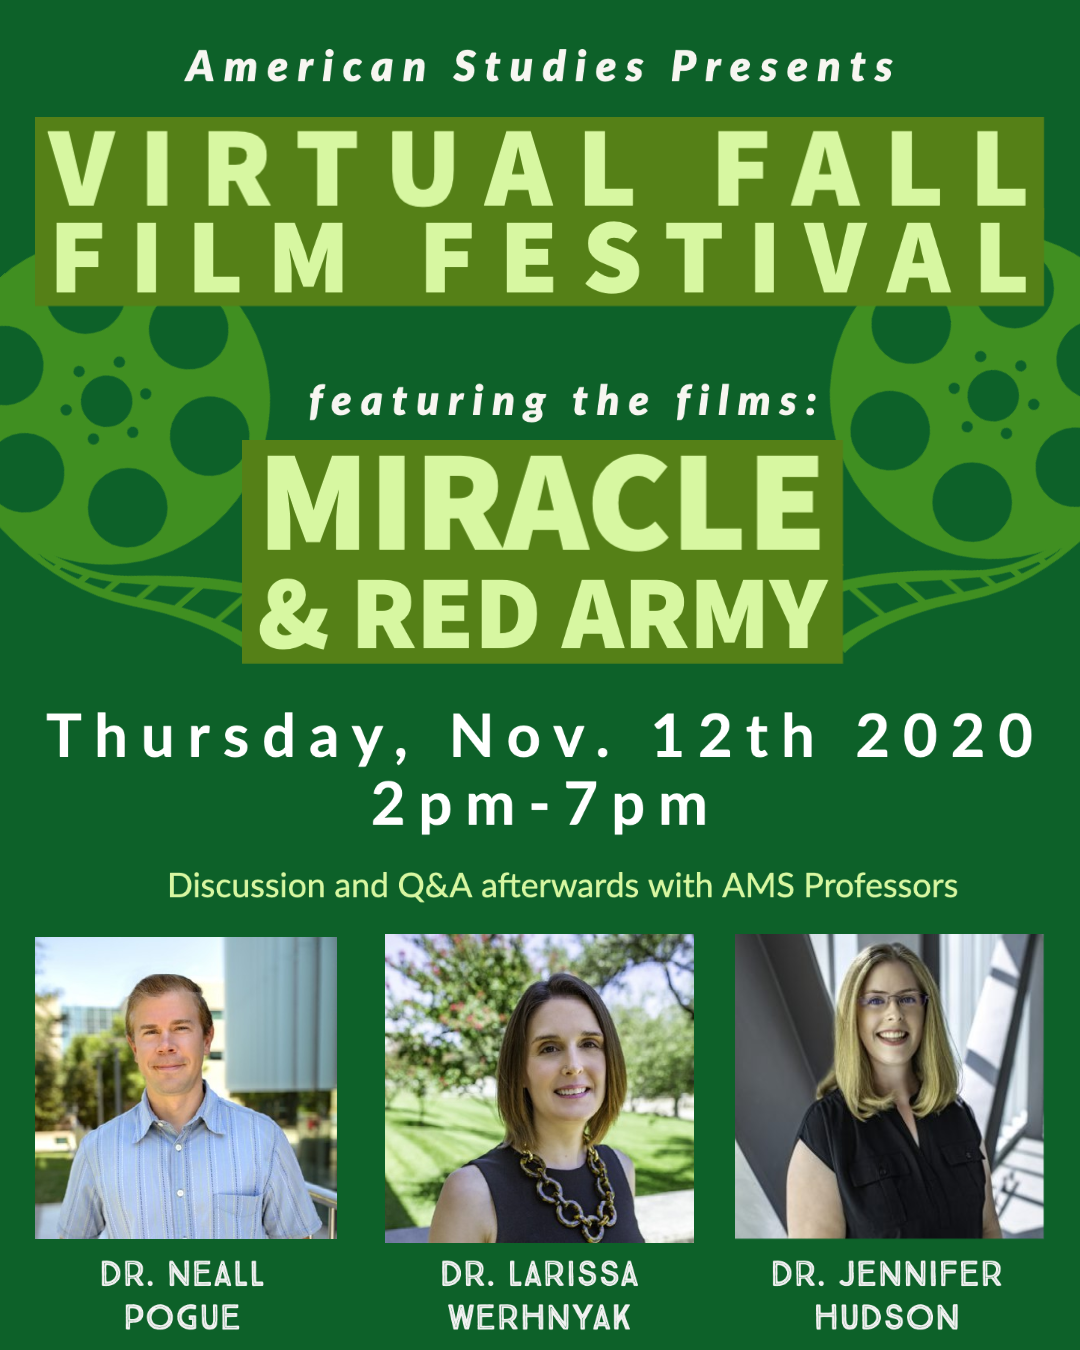 American Studies Presents
VIRTUAL FALL
FILM FESTIVAL
featuring the films:
MIRACLE
& RED ARMY
Thursday, Nov. 12th 2020
2pm-7pm
Discussion and Q&A afterwards with AMS Professors
DR. NEALL
POGUE
DR. LARISSA
WERHNYAK
DR. JENNIFER
HUDSON